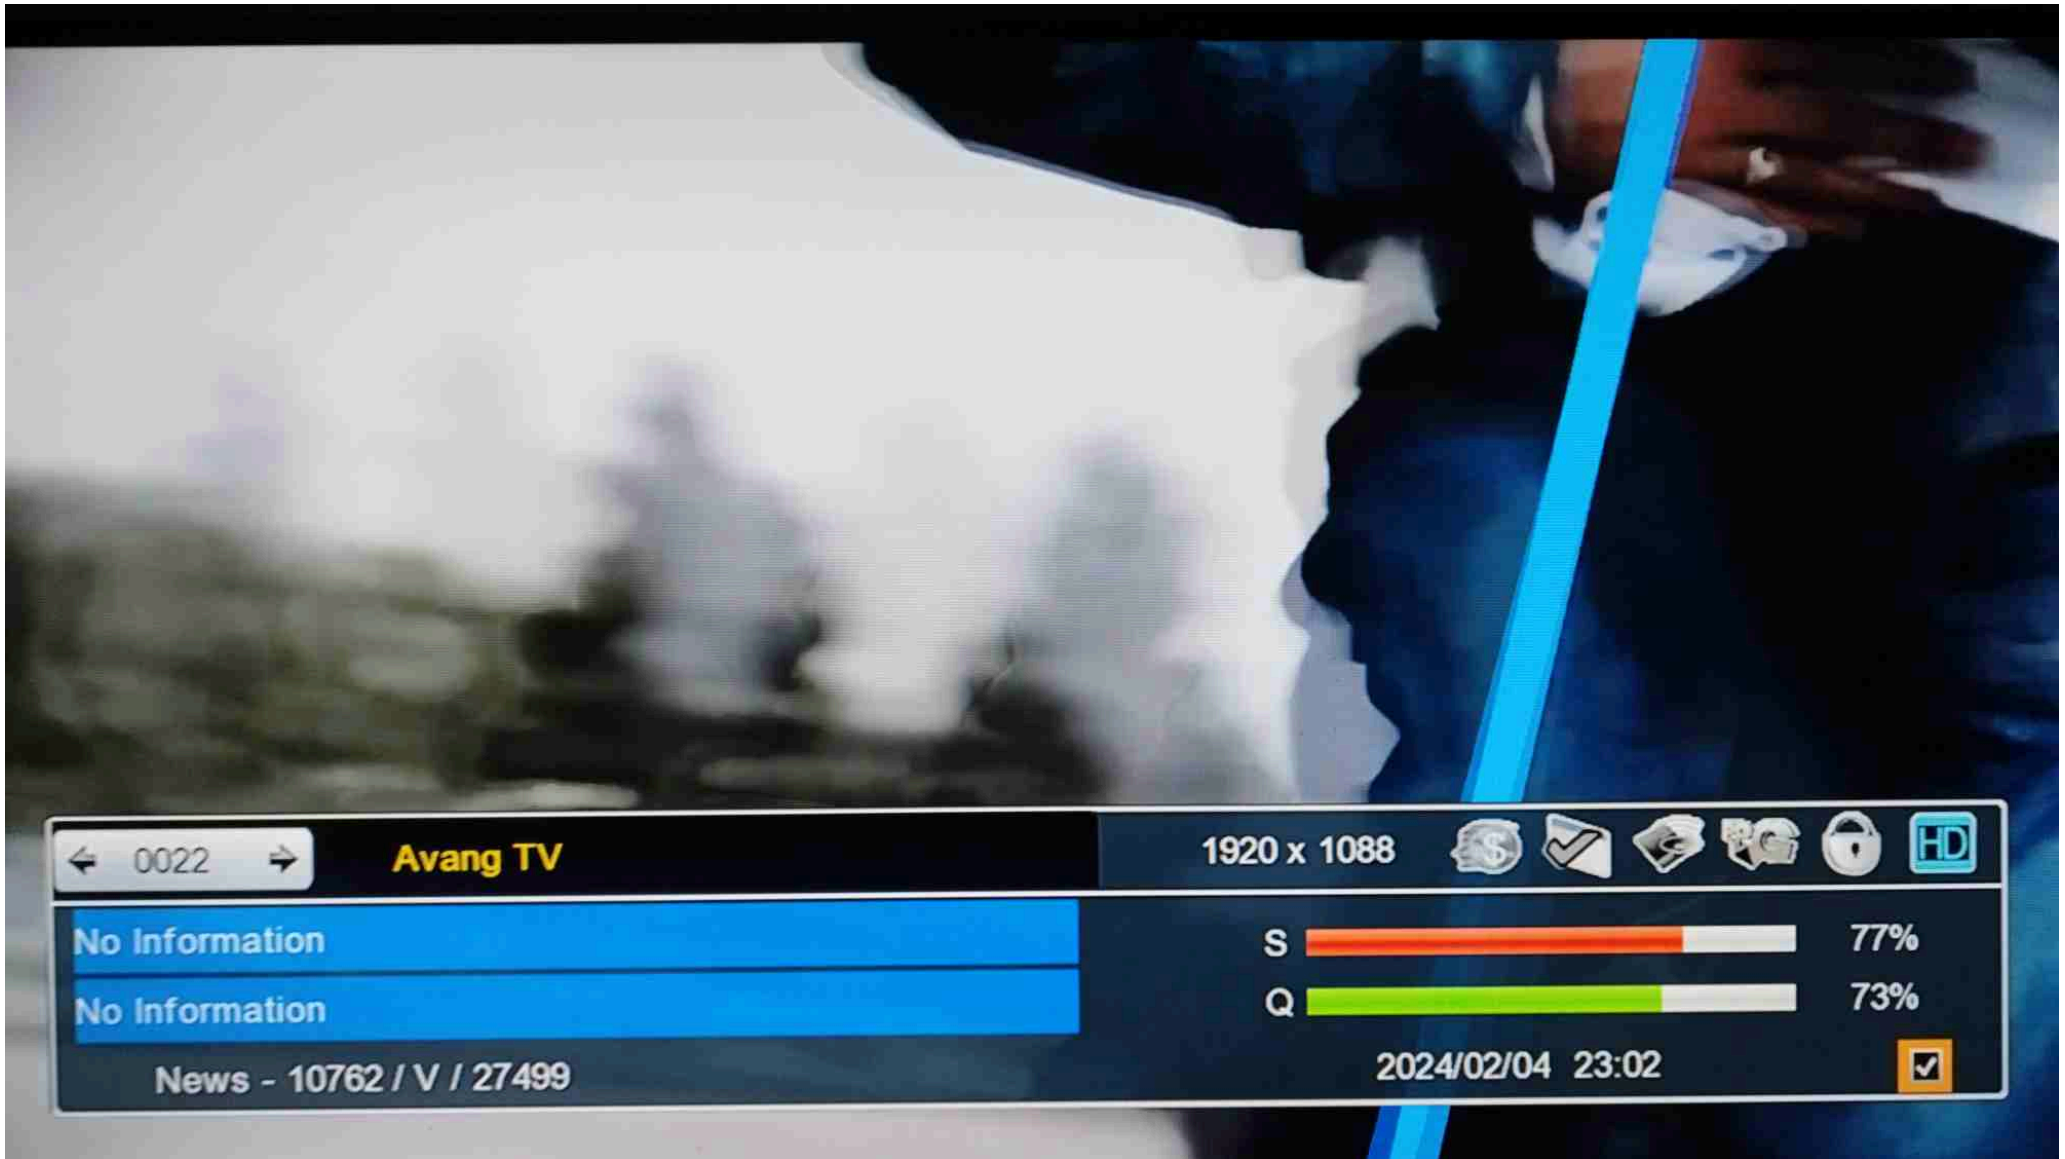 0022
Avang TV
1920 x 1088
HD
No Information
S 77%
No Information
Q 73%
News - 10762 / V / 27499
2024/02/04 23:02